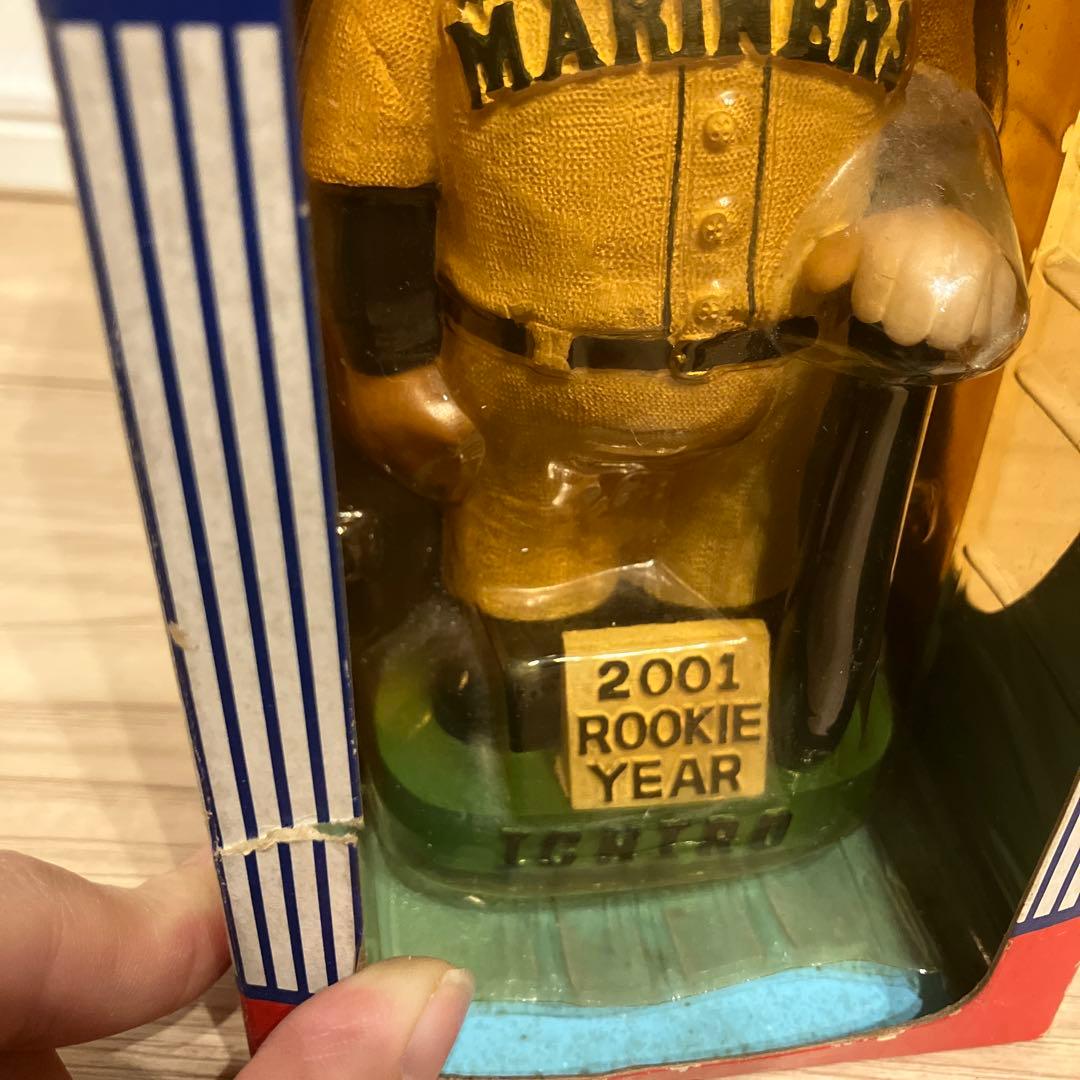 MARINERS
2001
ROOKIE
YEAR
ICHIRO